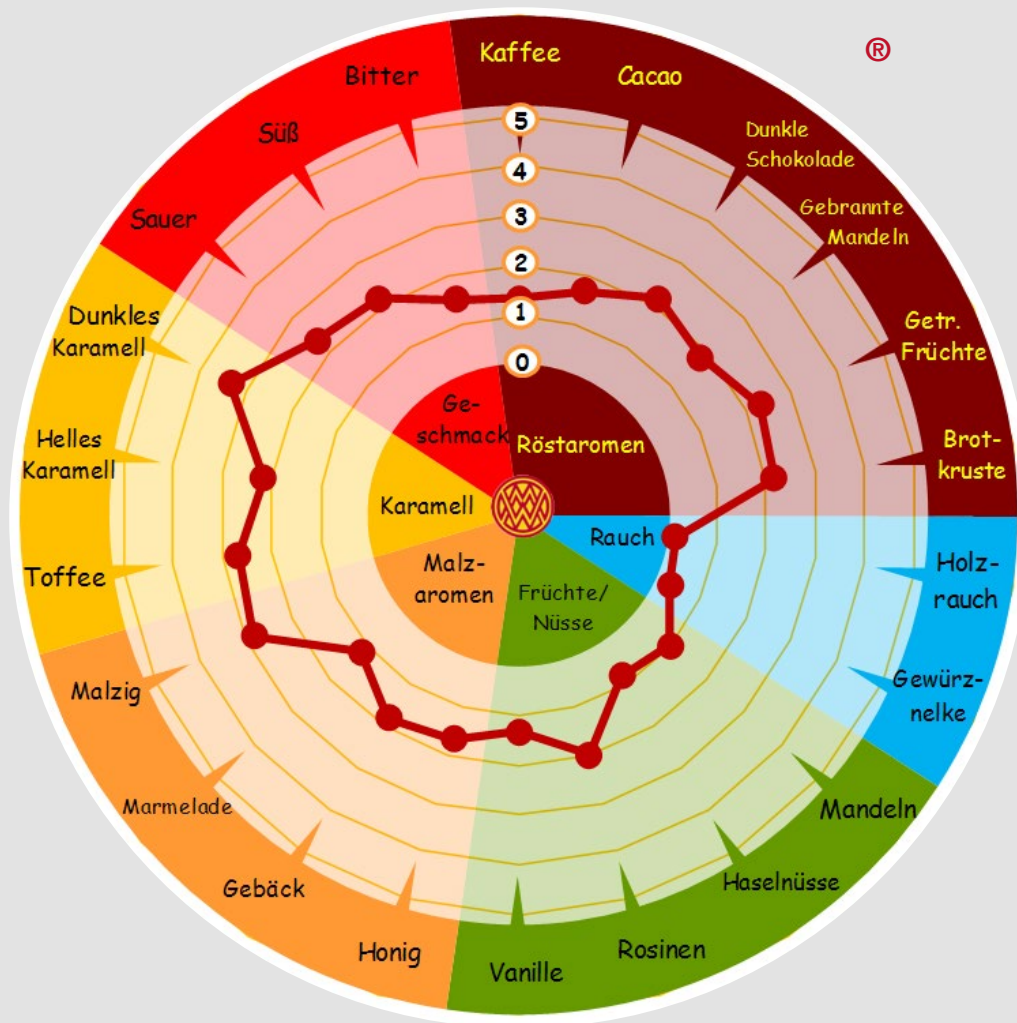 ®
Kaffee
Cacao
Dunkle
Schokolade
Gebrannte
Mandeln
Getr.
Früchte
Brot-
kruste
Holz-
rauch
Gewürz-
nelke
Mandeln
Haselnüsse
Rosinen
Vanille
Honig
Gebäck
Marmelade
Malzig
Toffee
Helles
Karamell
Dunkles
Karamell
Sauer
Süß
Bitter
5
4
3
2
1
0
Ge-
schmack
Röstaromen
Karamell
Rauch
Malz-
aromen
Früchte/
Nüsse